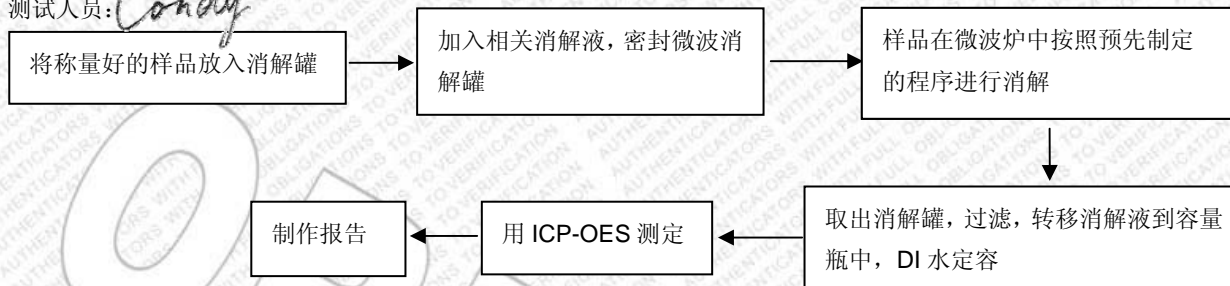 测试人员:Condy
将称量好的样品放入消解罐
加入相关消解液，密封微波消
解罐
样品在微波炉中按照预先制定
的程序进行消解
取出消解罐，过滤，转移消解液到容量
瓶中，DI 水定容
用 ICP-OES 测定
制作报告